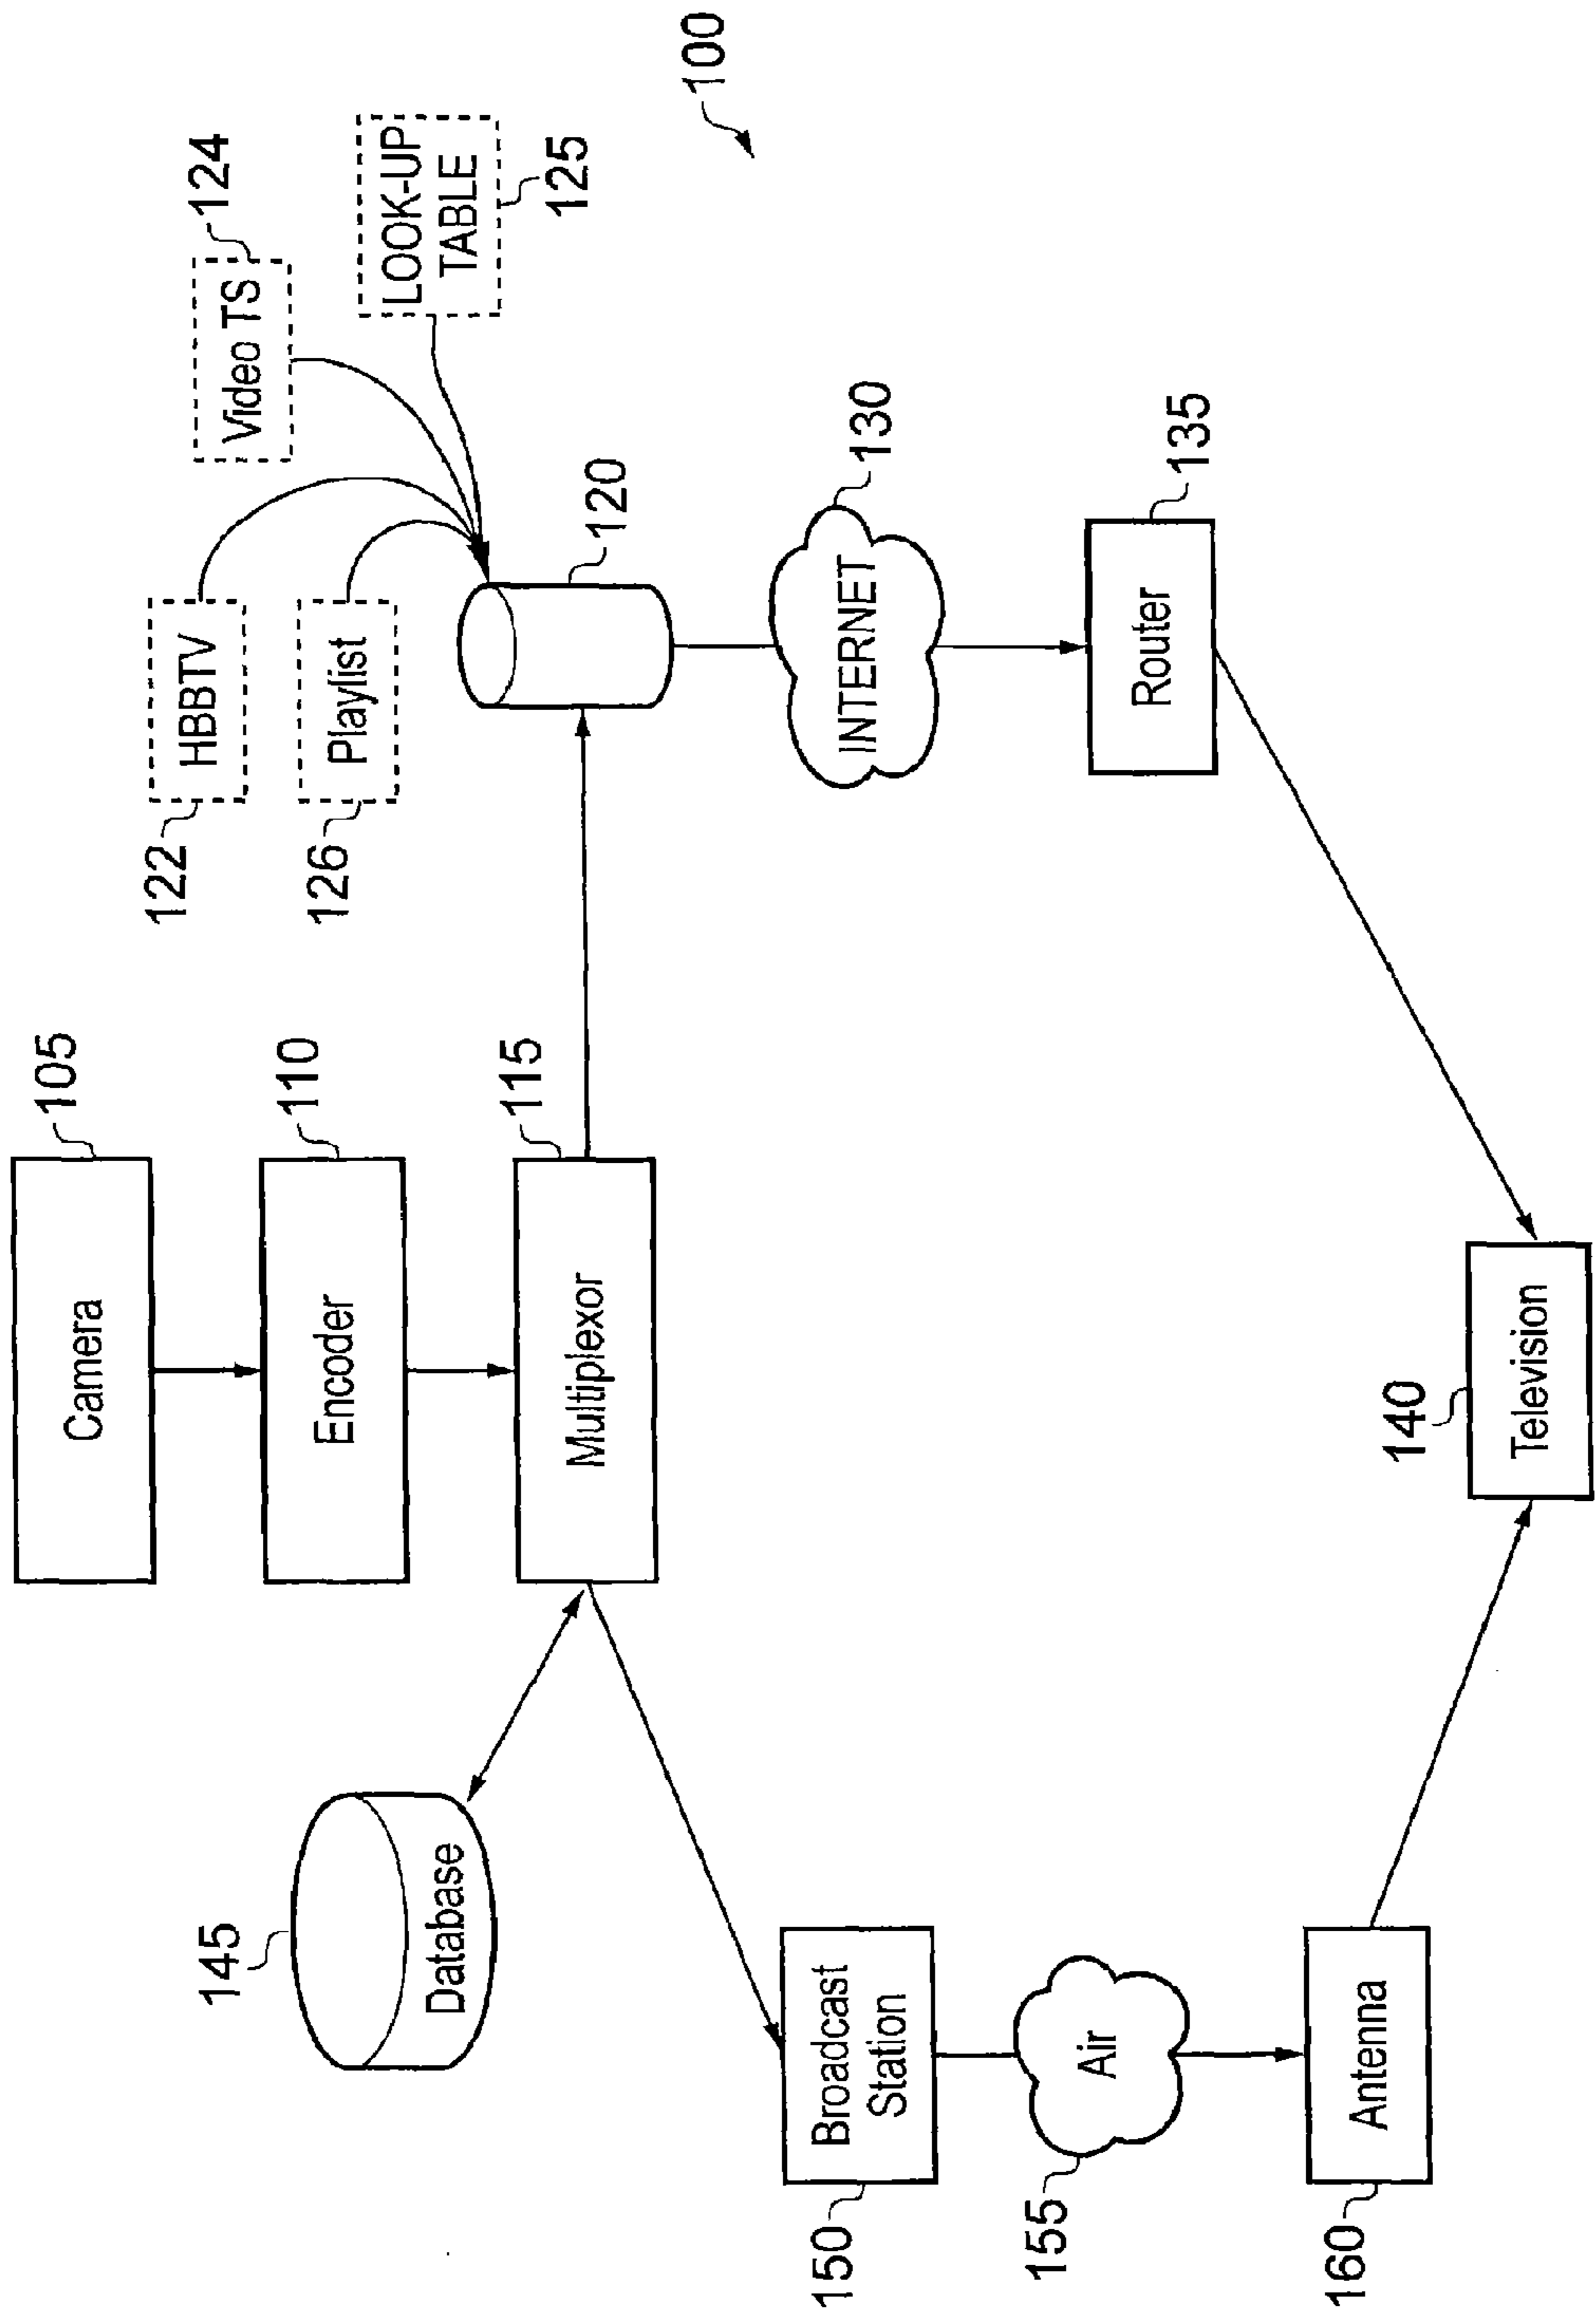 100
Camera
105
Encoder
110
Multiplexor
115
HBBTV
122
Video TS
124
Playlist
126
LOOK-UP
TABLE
125
120
INTERNET
130
Router
135
Database
145
Broadcast
Station
150
Air
155
Antenna
160
Television
140